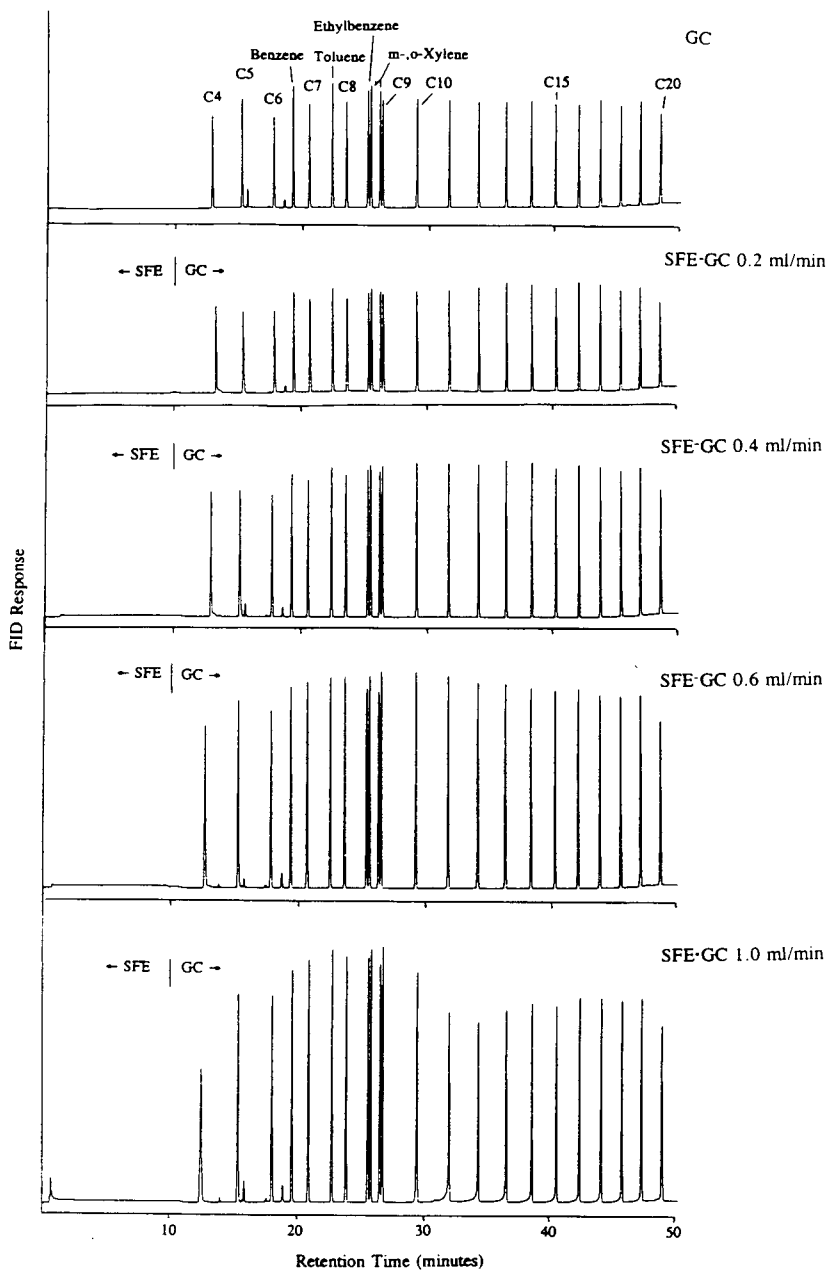 GC
Ethylbenzene
Benzene
Toluene
m-,o-Xylene
C4
C5
C6
C7
C8
C9
C10
C15
C20
SFE-GC 0.2 ml/min
← SFE | GC →
SFE-GC 0.4 ml/min
← SFE | GC →
SFE-GC 0.6 ml/min
← SFE | GC →
SFE-GC 1.0 ml/min
← SFE | GC →
FID Response
10
20
30
40
50
Retention Time (minutes)